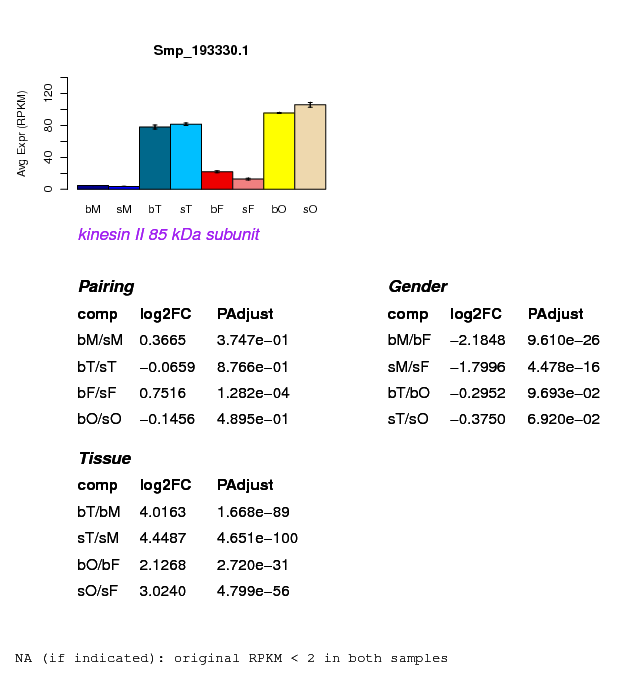 Smp_193330.1
Avg Expr (RPKM)
0 40 80 120
bM sM bT sT bF sF bO sO
kinesin II 85 kDa subunit
Pairing
comp log2FC PAdjust
bM/sM 0.3665 3.747e−01
bT/sT −0.0659 8.766e−01
bF/sF 0.7516 1.282e−04
bO/sO −0.1456 4.895e−01
Gender
comp log2FC PAdjust
bM/bF −2.1848 9.610e−26
sM/sF −1.7996 4.478e−16
bT/bO −0.2952 9.693e−02
sT/sO −0.3750 6.920e−02
Tissue
comp log2FC PAdjust
bT/bM 4.0163 1.668e−89
sT/sM 4.4487 4.651e−100
bO/bF 2.1268 2.720e−31
sO/sF 3.0240 4.799e−56
NA (if indicated): original RPKM < 2 in both samples